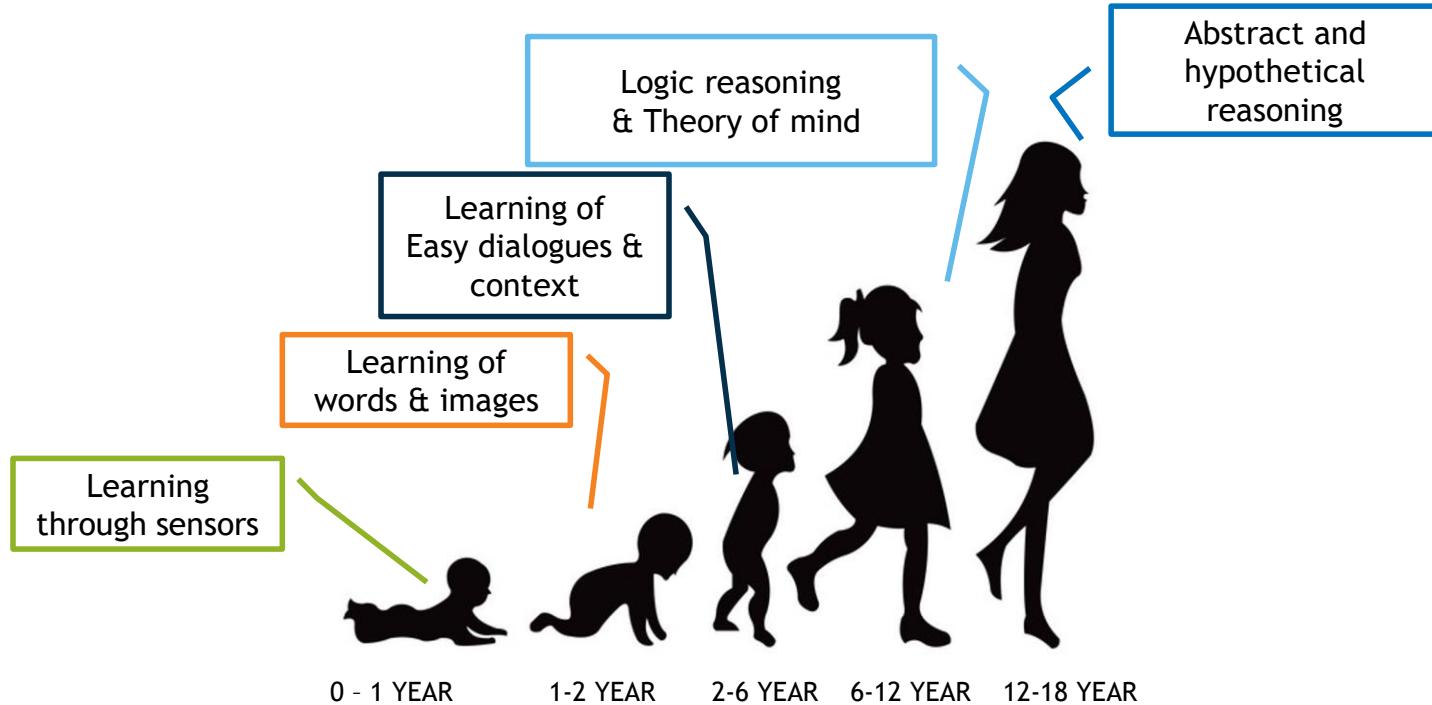 Abstract and
hypothetical
reasoning
Logic reasoning
& Theory of mind
Learning of
Easy dialogues &
context
Learning of
words & images
Learning
through sensors
0 – 1 YEAR
1-2 YEAR
2-6 YEAR
6-12 YEAR
12-18 YEAR